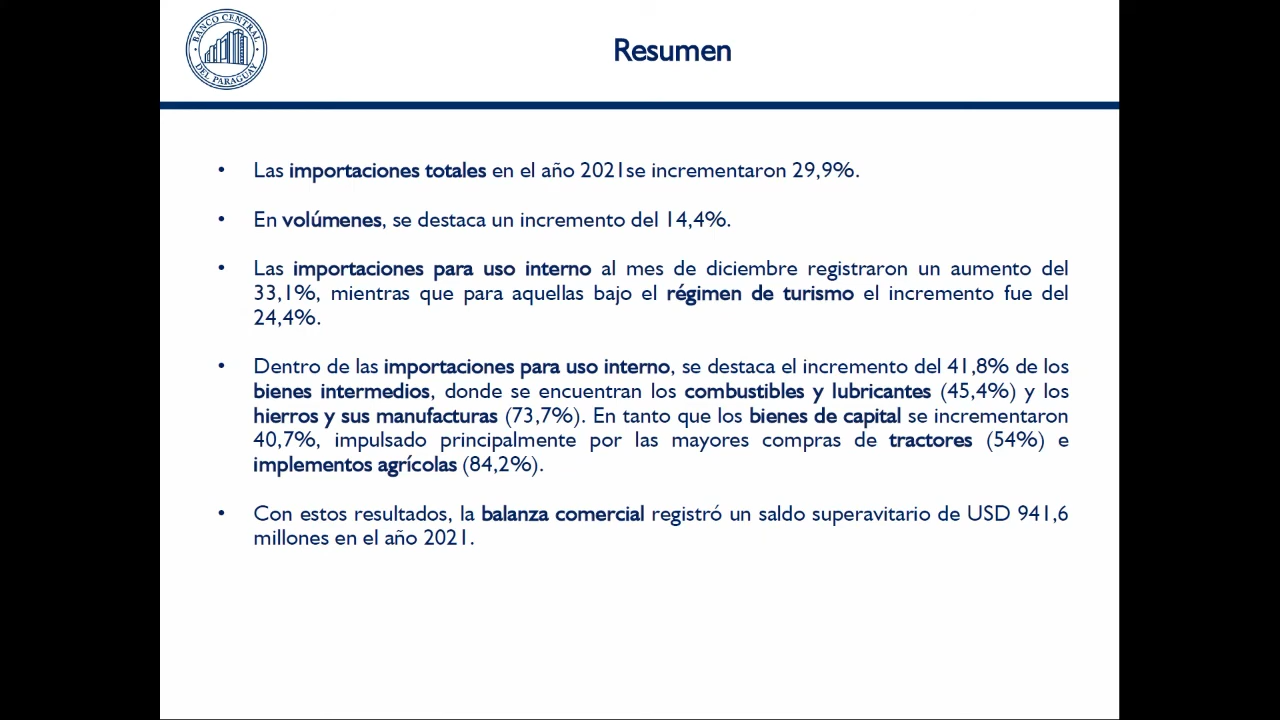 BANCO CENTRAL
DEL PARAGUAY
Resumen
• Las importaciones totales en el año 2021se incrementaron 29,9%.
• En volúmenes, se destaca un incremento del 14,4%.
• Las importaciones para uso interno al mes de diciembre registraron un aumento del
33,1%, mientras que para aquellas bajo el régimen de turismo el incremento fue del
24,4%.
• Dentro de las importaciones para uso interno, se destaca el incremento del 41,8% de los
bienes intermedios, donde se encuentran los combustibles y lubricantes (45,4%) y los
hierros y sus manufacturas (73,7%). En tanto que los bienes de capital se incrementaron
40,7%, impulsado principalmente por las mayores compras de tractores (54%) e
implementos agrícolas (84,2%).
• Con estos resultados, la balanza comercial registró un saldo superavitario de USD 941,6
millones en el año 2021.